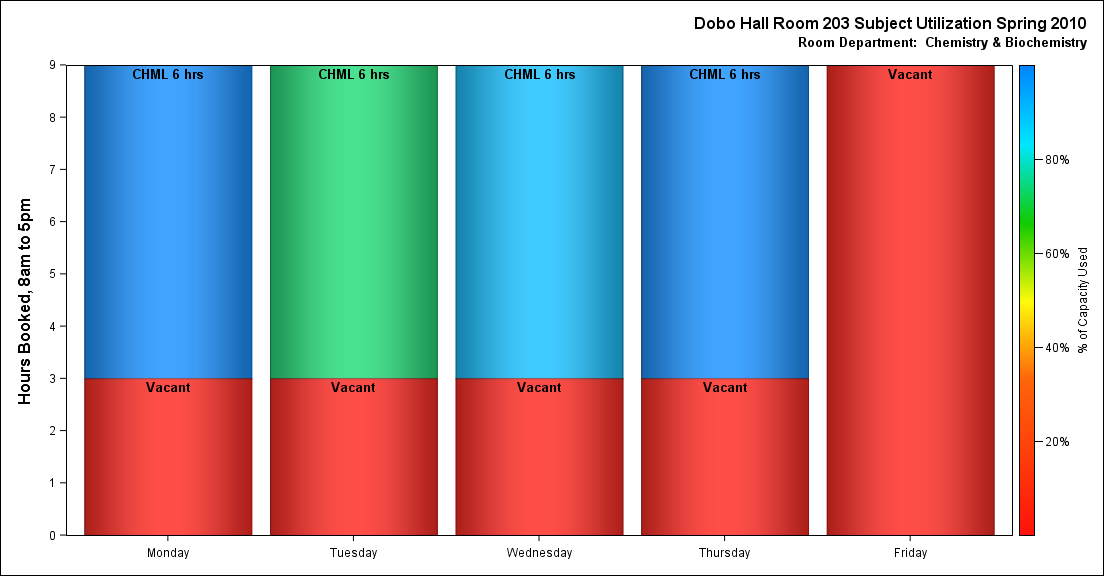 Dobo Hall Room 203 Subject Utilization Spring 2010
Room Department:  Chemistry & Biochemistry
Hours Booked, 8am to 5pm
9
8
7
6
5
4
3
2
1
0
CHML 6 hrs
CHML 6 hrs
CHML 6 hrs
CHML 6 hrs
Vacant
Vacant
Vacant
Vacant
Vacant
Monday
Tuesday
Wednesday
Thursday
Friday
80%
60%
40%
20%
% of Capacity Used